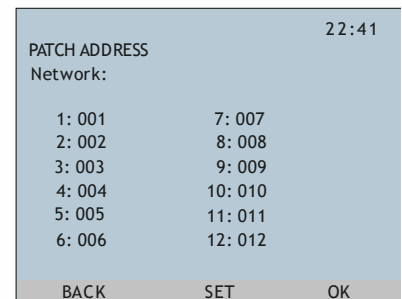 22:41
PATCH ADDRESS
Network:
1: 001 7: 007
2: 002 8: 008
3: 003 9: 009
4: 004 10: 010
5: 005 11: 011
6: 006 12: 012
BACK SET OK